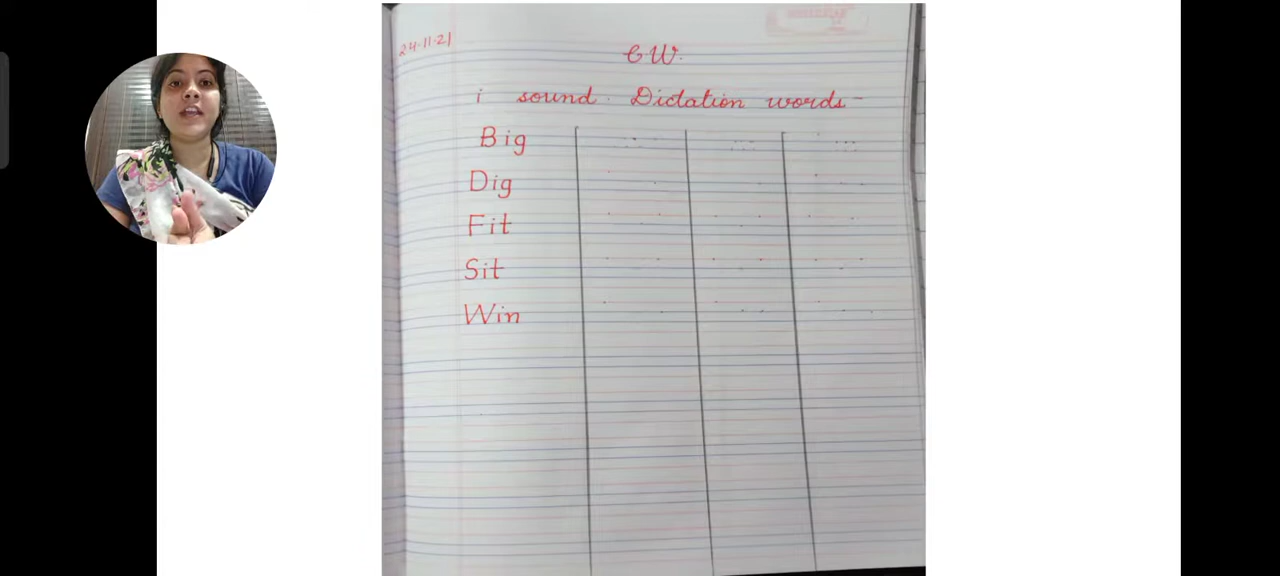 24-11-21
C.W.
i sound. Dictation words-
Big
Dig
Fit
Sit
Win